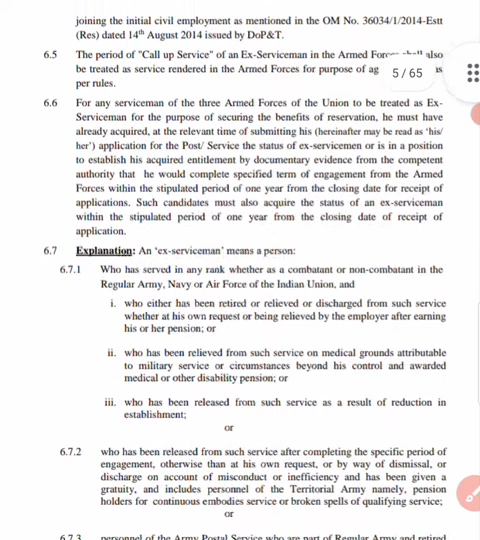 joining the initial civil employment as mentioned in the OM No. 36034/1/2014-Estt
(Res) dated 14th August 2014 issued by DoP&T.
6.5 The period of "Call up Service" of an Ex-Serviceman in the Armed also
be treated as service rendered in the Armed Forces for purpose of
per rules.
5 / 65
6.6 For any serviceman of the three Armed Forces of the Union to be treated as Ex-
Serviceman for the purpose of securing the benefits of reservation, he must have
already acquired, at the relevant time of submitting his (hereinafter may be read as ‘his/
her’) application for the Post/ Service the status of ex-servicemen or is in a position
to establish his acquired entitlement by documentary evidence from the competent
authority that he would complete specified term of engagement from the Armed
Forces within the stipulated period of one year from the closing date for receipt of
applications. Such candidates must also acquire the status of an ex-serviceman
within the stipulated period of one year from the closing date of receipt of
application.
6.7 Explanation: An ‘ex-serviceman’ means a person:
6.7.1 Who has served in any rank whether as a combatant or non-combatant in the
Regular Army, Navy or Air Force of the Indian Union, and
i. who either has been retired or relieved or discharged from such service
whether at his own request or being relieved by the employer after earning
his or her pension; or
ii. who has been relieved from such service on medical grounds attributable
to military service or circumstances beyond his control and awarded
medical or other disability pension; or
iii. who has been released from such service as a result of reduction in
establishment;
or
6.7.2 who has been released from such service after completing the specific period of
engagement, otherwise than at his own request, or by way of dismissal, or
discharge on account of misconduct or inefficiency and has been given a
gratuity, and includes personnel of the Territorial Army namely, pension
holders for continuous embodies service or broken spells of qualifying service;
or
6.7.3 personnel of the Army Postal Service who are part of Regular Army and retired